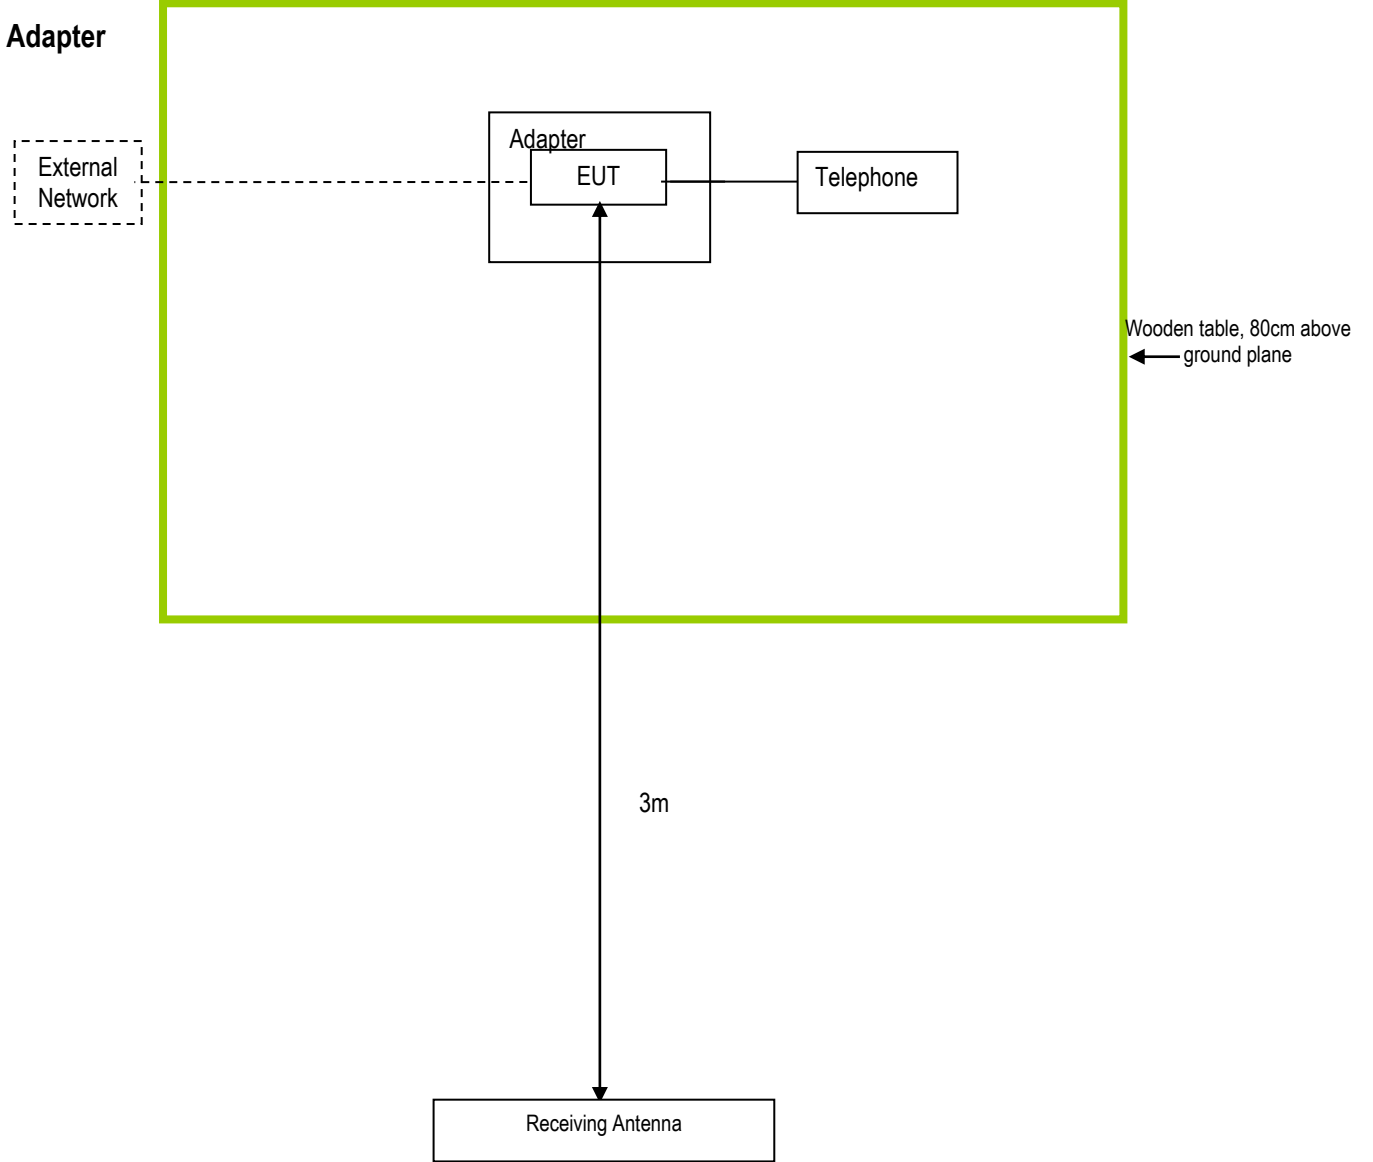 Adapter
Adapter
External
Network
EUT
Telephone
Wooden table, 80cm above
ground plane
3m
Receiving Antenna